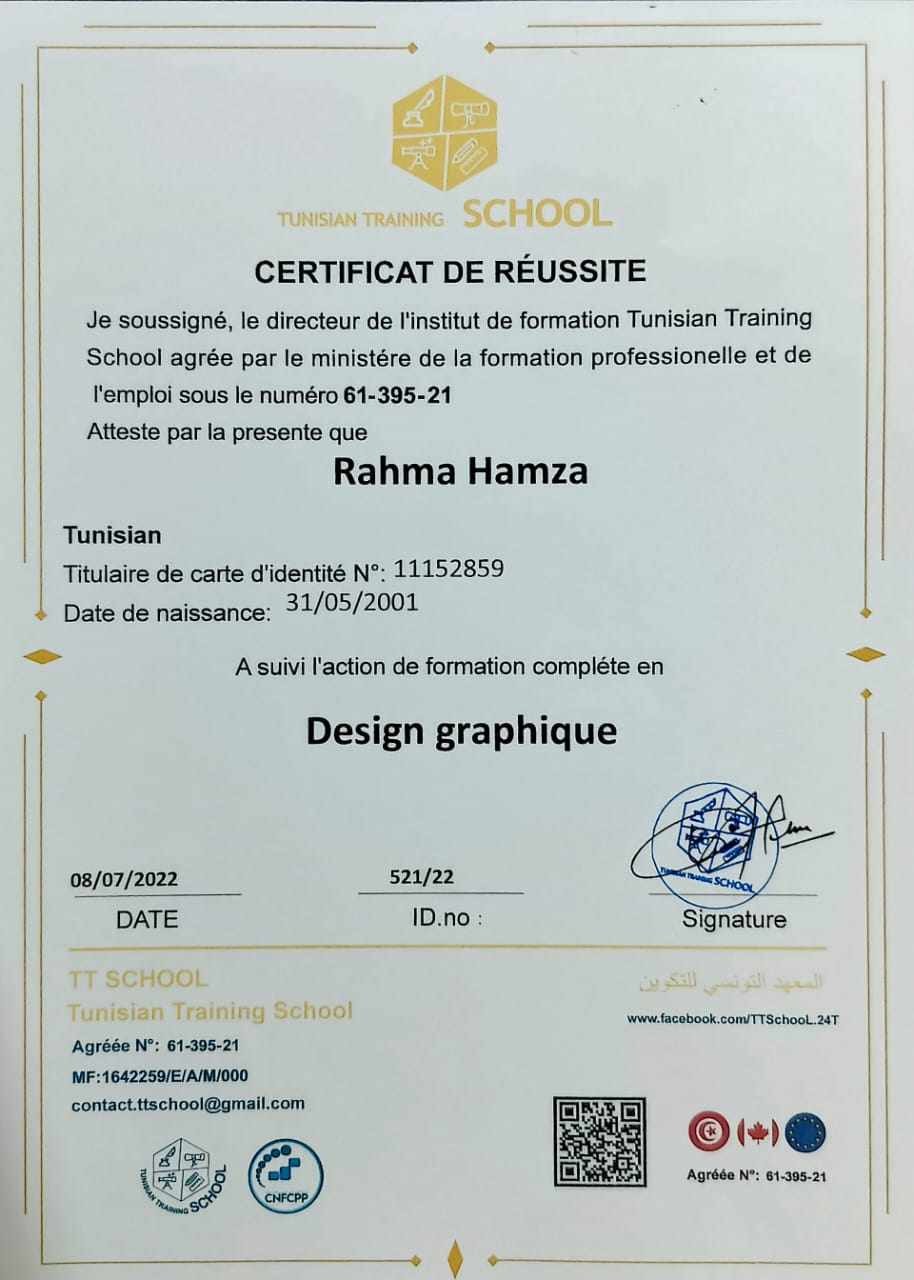 TUNISIAN TRAINING SCHOOL
CERTIFICAT DE RÉUSSITE
Je soussigné, le directeur de l'institut de formation Tunisian Training
School agrée par le ministére de la formation professionelle et de
l'emploi sous le numéro 61-395-21
Atteste par la presente que
Rahma Hamza
Tunisian
Titulaire de carte d'identité N°: 11152859
Date de naissance: 31/05/2001
A suivi l'action de formation compléte en
Design graphique
TUNISIAN TRAINING SCHOOL
08/07/2022 521/22
DATE ID.no : Signature
TT SCHOOL المعهد التونسي للتكوين
Tunisian Training School www.facebook.com/TTSchooL.24T
Agréée N°: 61-395-21
MF:1642259/E/A/M/000
contact.ttschool@gmail.com
TUNISIAN TRAINING SCHOOL
CNFCPP
Agréée N°: 61-395-21